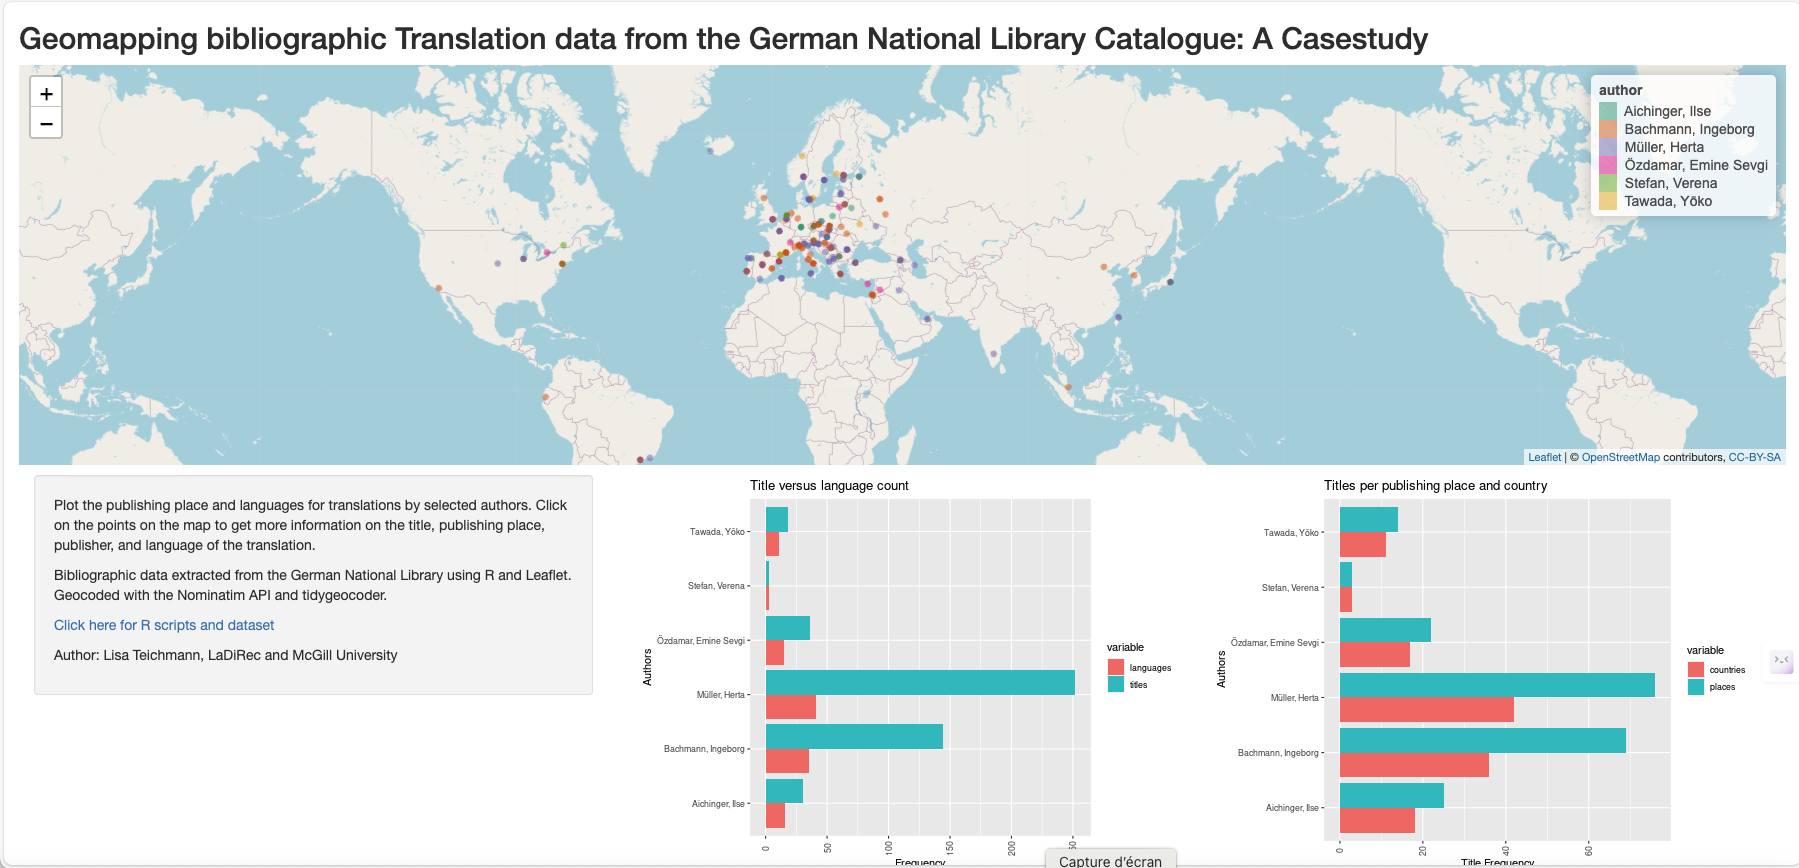 Geomapping bibliographic Translation data from the German National Library Catalogue: A Casestudy
+
−
author
Aichinger, Ilse
Bachmann, Ingeborg
Müller, Herta
Özdamar, Emine Sevgi
Stefan, Verena
Tawada, Yöko
Leaflet | © OpenStreetMap contributors, CC-BY-SA
Plot the publishing place and languages for translations by selected authors. Click
on the points on the map to get more information on the title, publishing place,
publisher, and language of the translation.
Bibliographic data extracted from the German National Library using R and Leaflet.
Geocoded with the Nominatim API and tidygeocoder.
Click here for R scripts and dataset
Author: Lisa Teichmann, LaDiRec and McGill University
Title versus language count
Authors
Tawada, Yöko
Stefan, Verena
Özdamar, Emine Sevgi
Müller, Herta
Bachmann, Ingeborg
Aichinger, Ilse
0
50
100
150
200
Frequency
variable
languages
titles
Titles per publishing place and country
Authors
Tawada, Yöko
Stefan, Verena
Özdamar, Emine Sevgi
Müller, Herta
Bachmann, Ingeborg
Aichinger, Ilse
0
20
40
60
Title Frequency
variable
countries
places
Capture d'écran